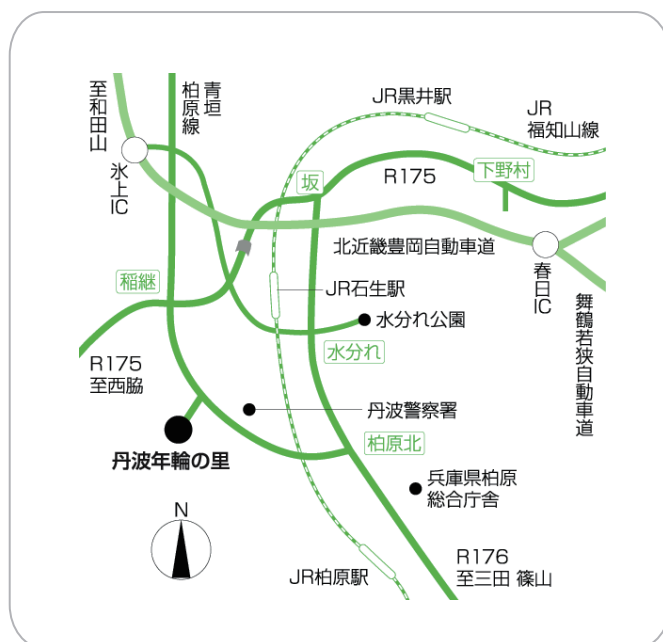 至和田山
青垣
柏原線
JR黒井駅
JR
福知山線
氷上
IC
坂
R175
下野村
北近畿豊岡自動車道
春日
IC
稲継
JR石生駅
水分れ公園
舞鶴若狭自動車道
水分れ
R175
至西脇
丹波警察署
柏原北
丹波年輪の里
兵庫県柏原
総合庁舎
N
R176
至三田 篠山
JR柏原駅